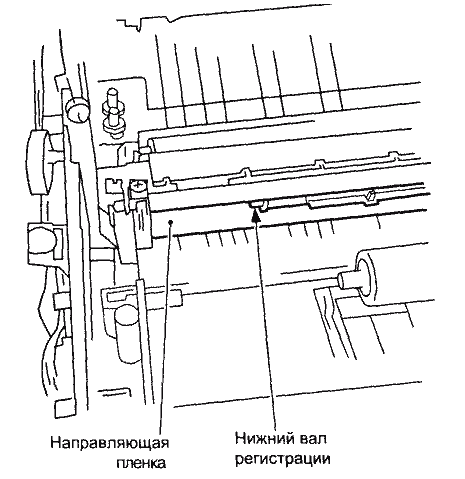 Направляющая
пленка
Нижний вал
регистрации